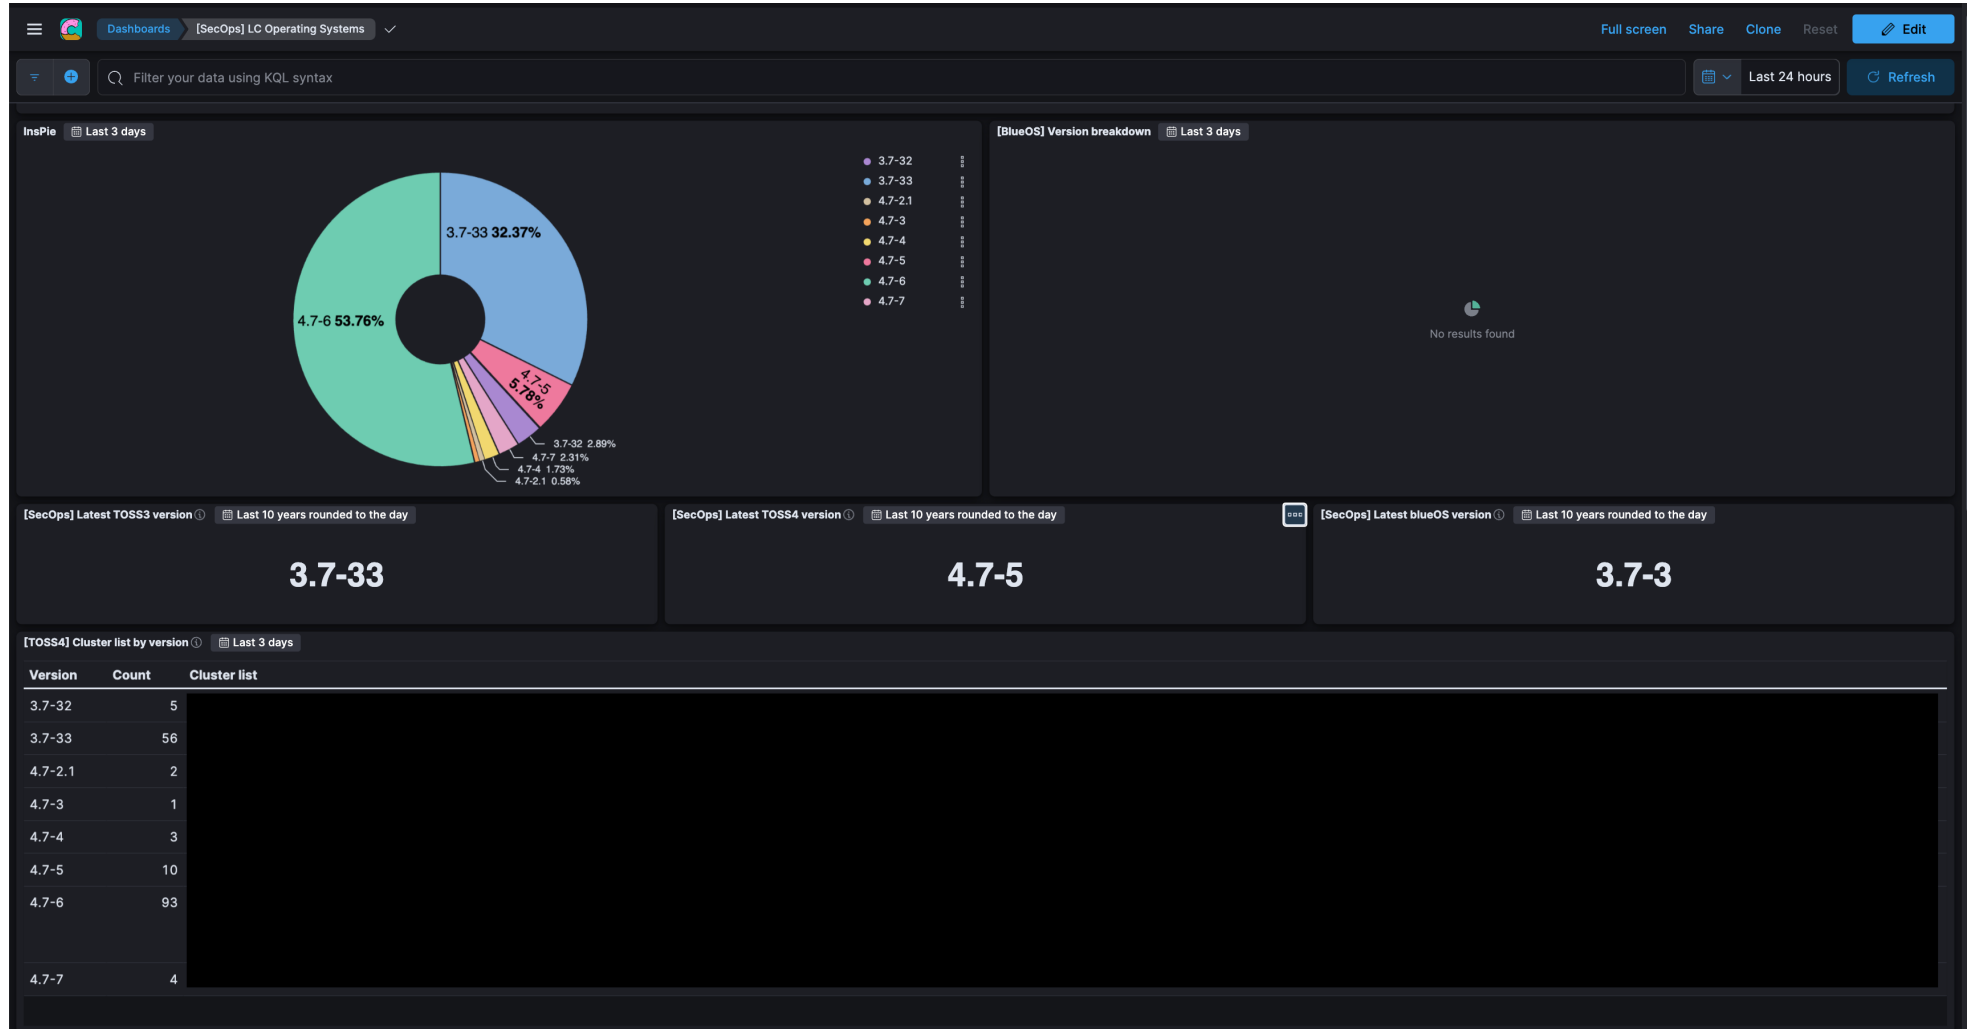 Dashboards [SecOps] LC Operating Systems Full screen Share Clone Reset Edit
Filter your data using KQL syntax Last 24 hours Refresh
InsPie Last 3 days
3.7-32
3.7-33
4.7-2.1
4.7-3
4.7-4
4.7-5
4.7-6
4.7-7
3.7-33 32.37%
4.7-6 53.76%
4.7-5
5.78%
3.7-32 2.89%
4.7-7 2.31%
4.7-4 1.73%
4.7-2.1 0.58%
[BlueOS] Version breakdown Last 3 days
No results found
[SecOps] Latest TOSS3 version Last 10 years rounded to the day
3.7-33
[SecOps] Latest TOSS4 version Last 10 years rounded to the day
4.7-5
[SecOps] Latest blueOS version Last 10 years rounded to the day
3.7-3
[TOSS4] Cluster list by version Last 3 days
Version Count Cluster list
3.7-32 5
3.7-33 56
4.7-2.1 2
4.7-3 1
4.7-4 3
4.7-5 10
4.7-6 93
4.7-7 4